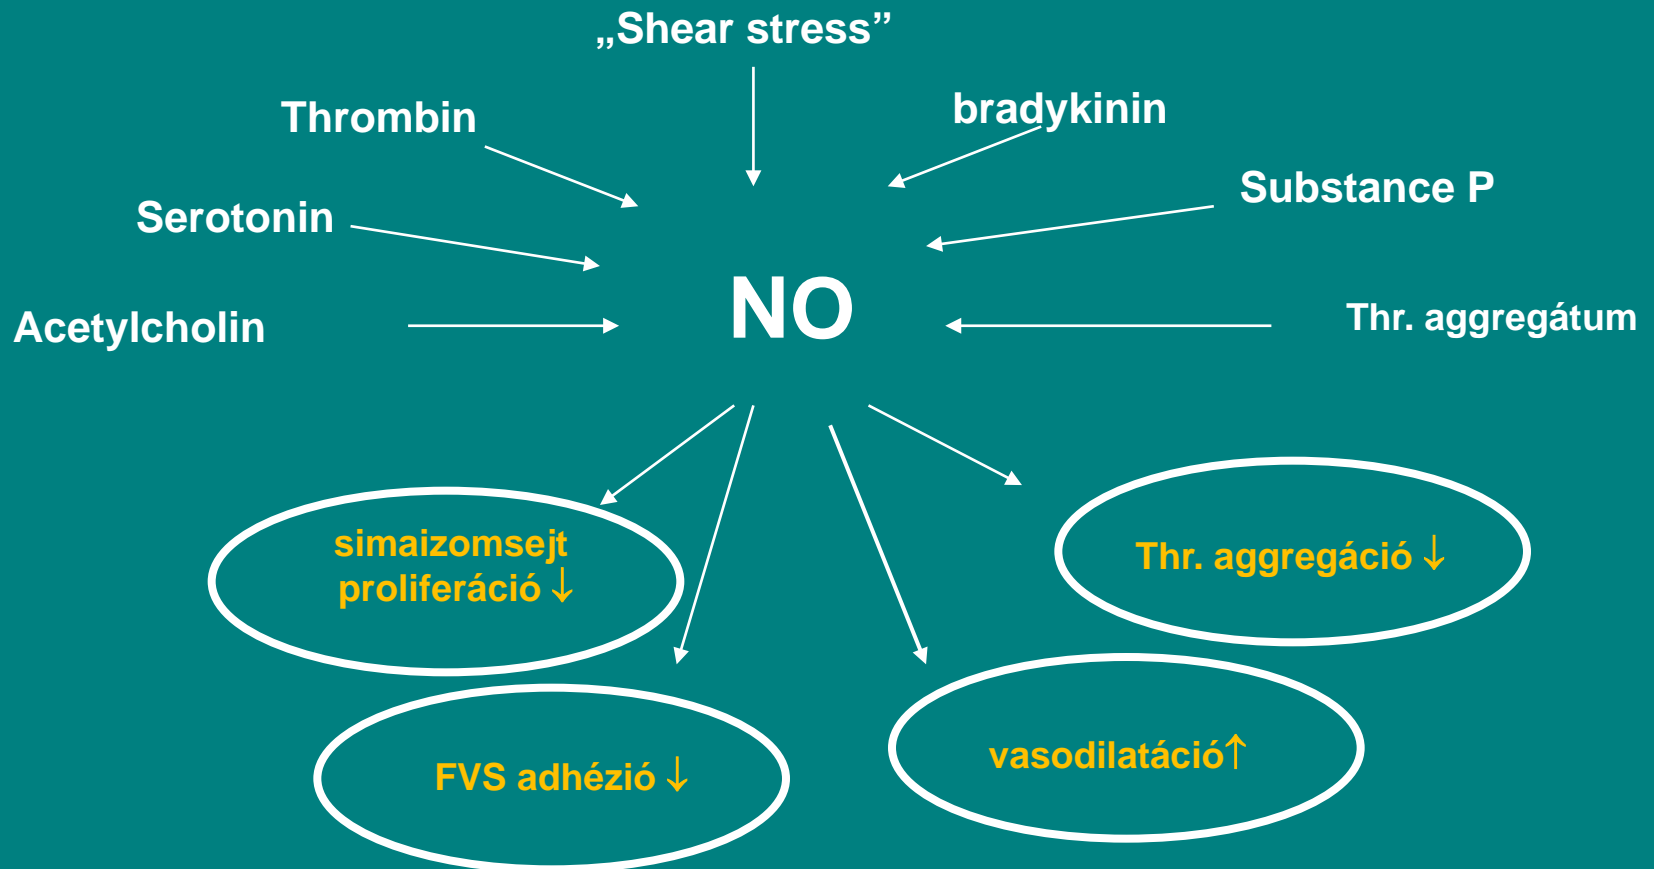 „Shear stress”
Thrombin
bradykinin
Serotonin
Substance P
Acetylcholin
NO
Thr. aggregátum
simaizomsejt
proliferáció ↓
Thr. aggregáció ↓
FVS adhézió ↓
vasodilatáció↑